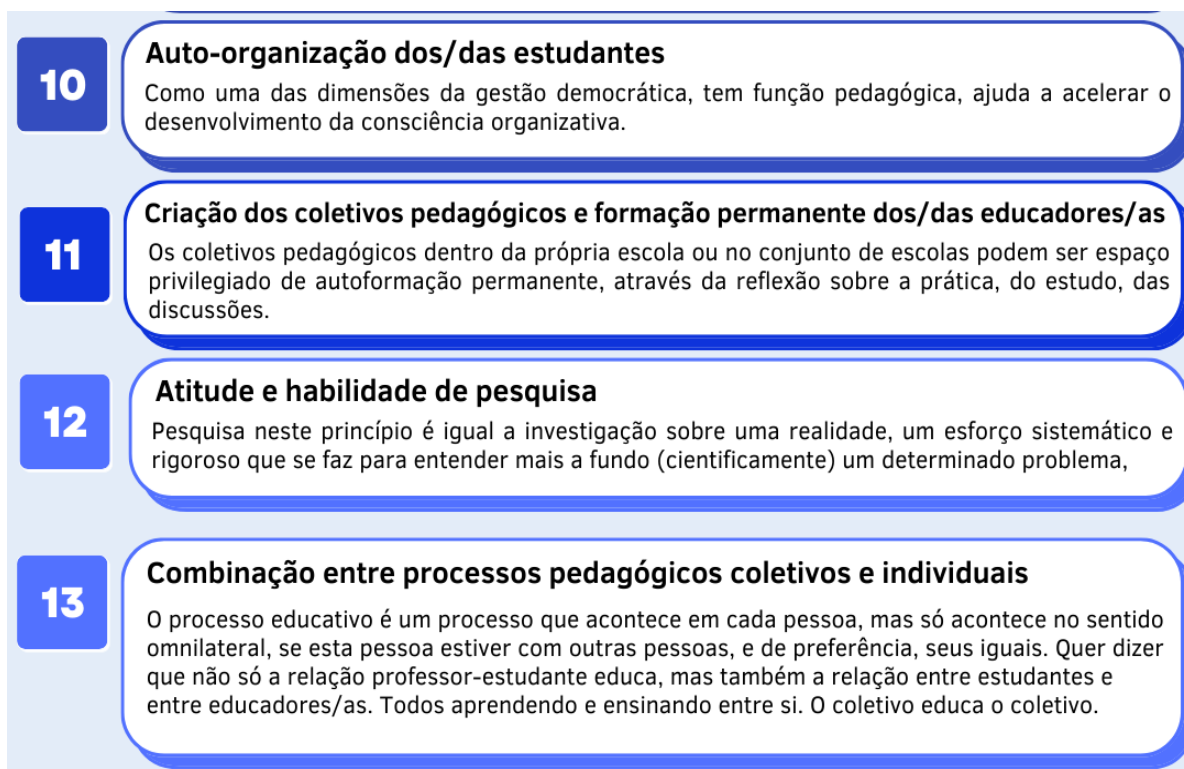 10
Auto-organização dos/das estudantes
Como uma das dimensões da gestão democrática, tem função pedagógica, ajuda a acelerar o
desenvolvimento da consciência organizativa.
11
Criação dos coletivos pedagógicos e formação permanente dos/das educadores/as
Os coletivos pedagógicos dentro da própria escola ou no conjunto de escolas podem ser espaço
privilegiado de autoformação permanente, através da reflexão sobre a prática, do estudo, das
discussões.
12
Atitude e habilidade de pesquisa
Pesquisa neste princípio é igual a investigação sobre uma realidade, um esforço sistemático e
rigoroso que se faz para entender mais a fundo (cientificamente) um determinado problema,
13
Combinação entre processos pedagógicos coletivos e individuais
O processo educativo é um processo que acontece em cada pessoa, mas só acontece no sentido
omnilateral, se esta pessoa estiver com outras pessoas, e de preferência, seus iguais. Quer dizer
que não só a relação professor-estudante educa, mas também a relação entre estudantes e
entre educadores/as. Todos aprendendo e ensinando entre si. O coletivo educa o coletivo.